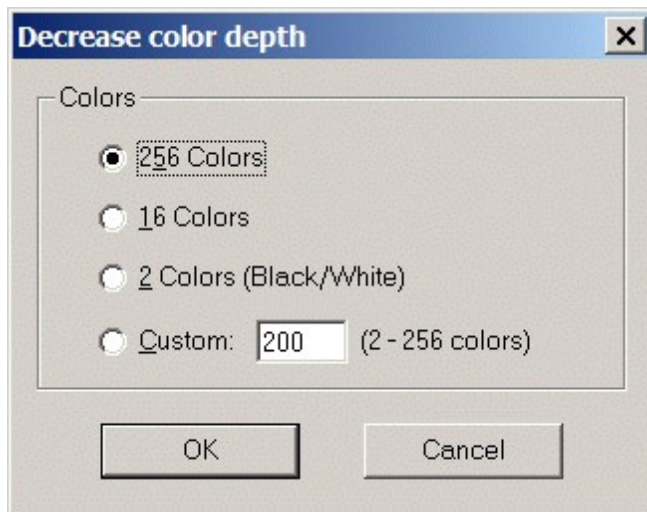 Decrease color depth
Colors
256 Colors
16 Colors
2 Colors (Black/White)
Custom: 200 (2 - 256 colors)
OK Cancel